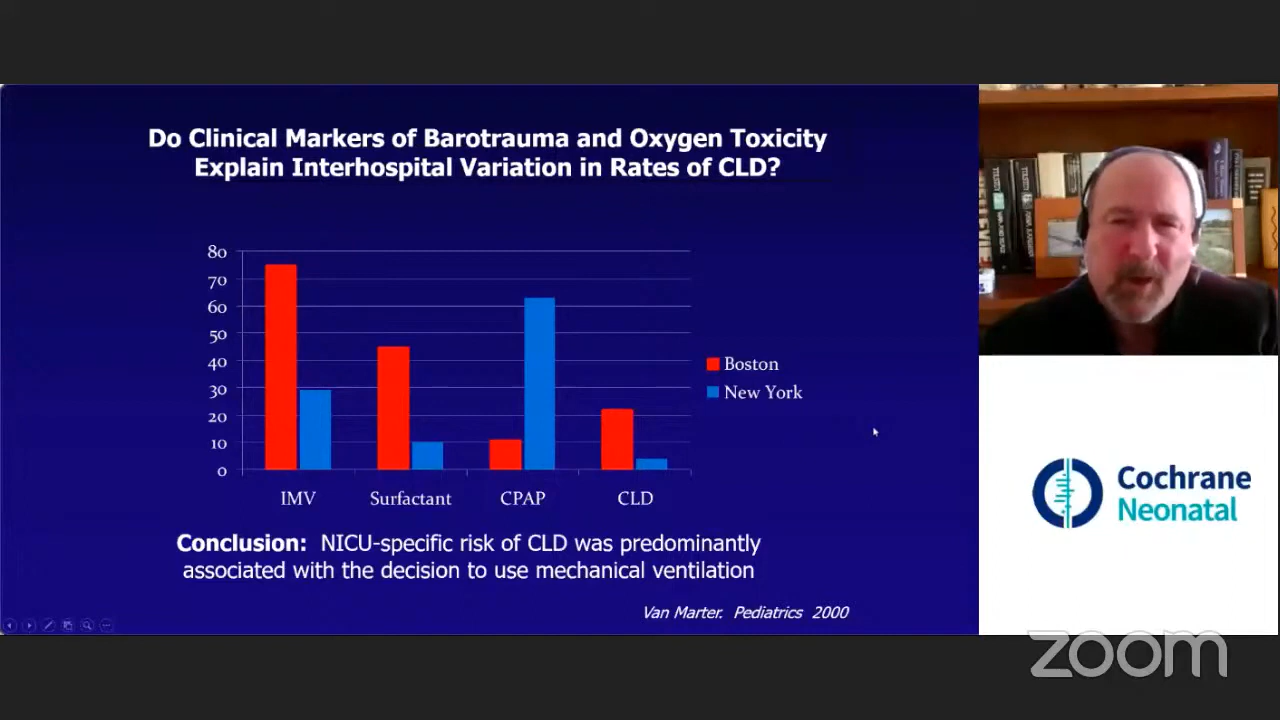 Do Clinical Markers of Barotrauma and Oxygen Toxicity
Explain Interhospital Variation in Rates of CLD?
80
70
60
50
40
30
20
10
0
IMV
Surfactant
CPAP
CLD
Boston
New York
Conclusion: NICU-specific risk of CLD was predominantly
associated with the decision to use mechanical ventilation
Van Marter. Pediatrics 2000
Cochrane
Neonatal
zoom